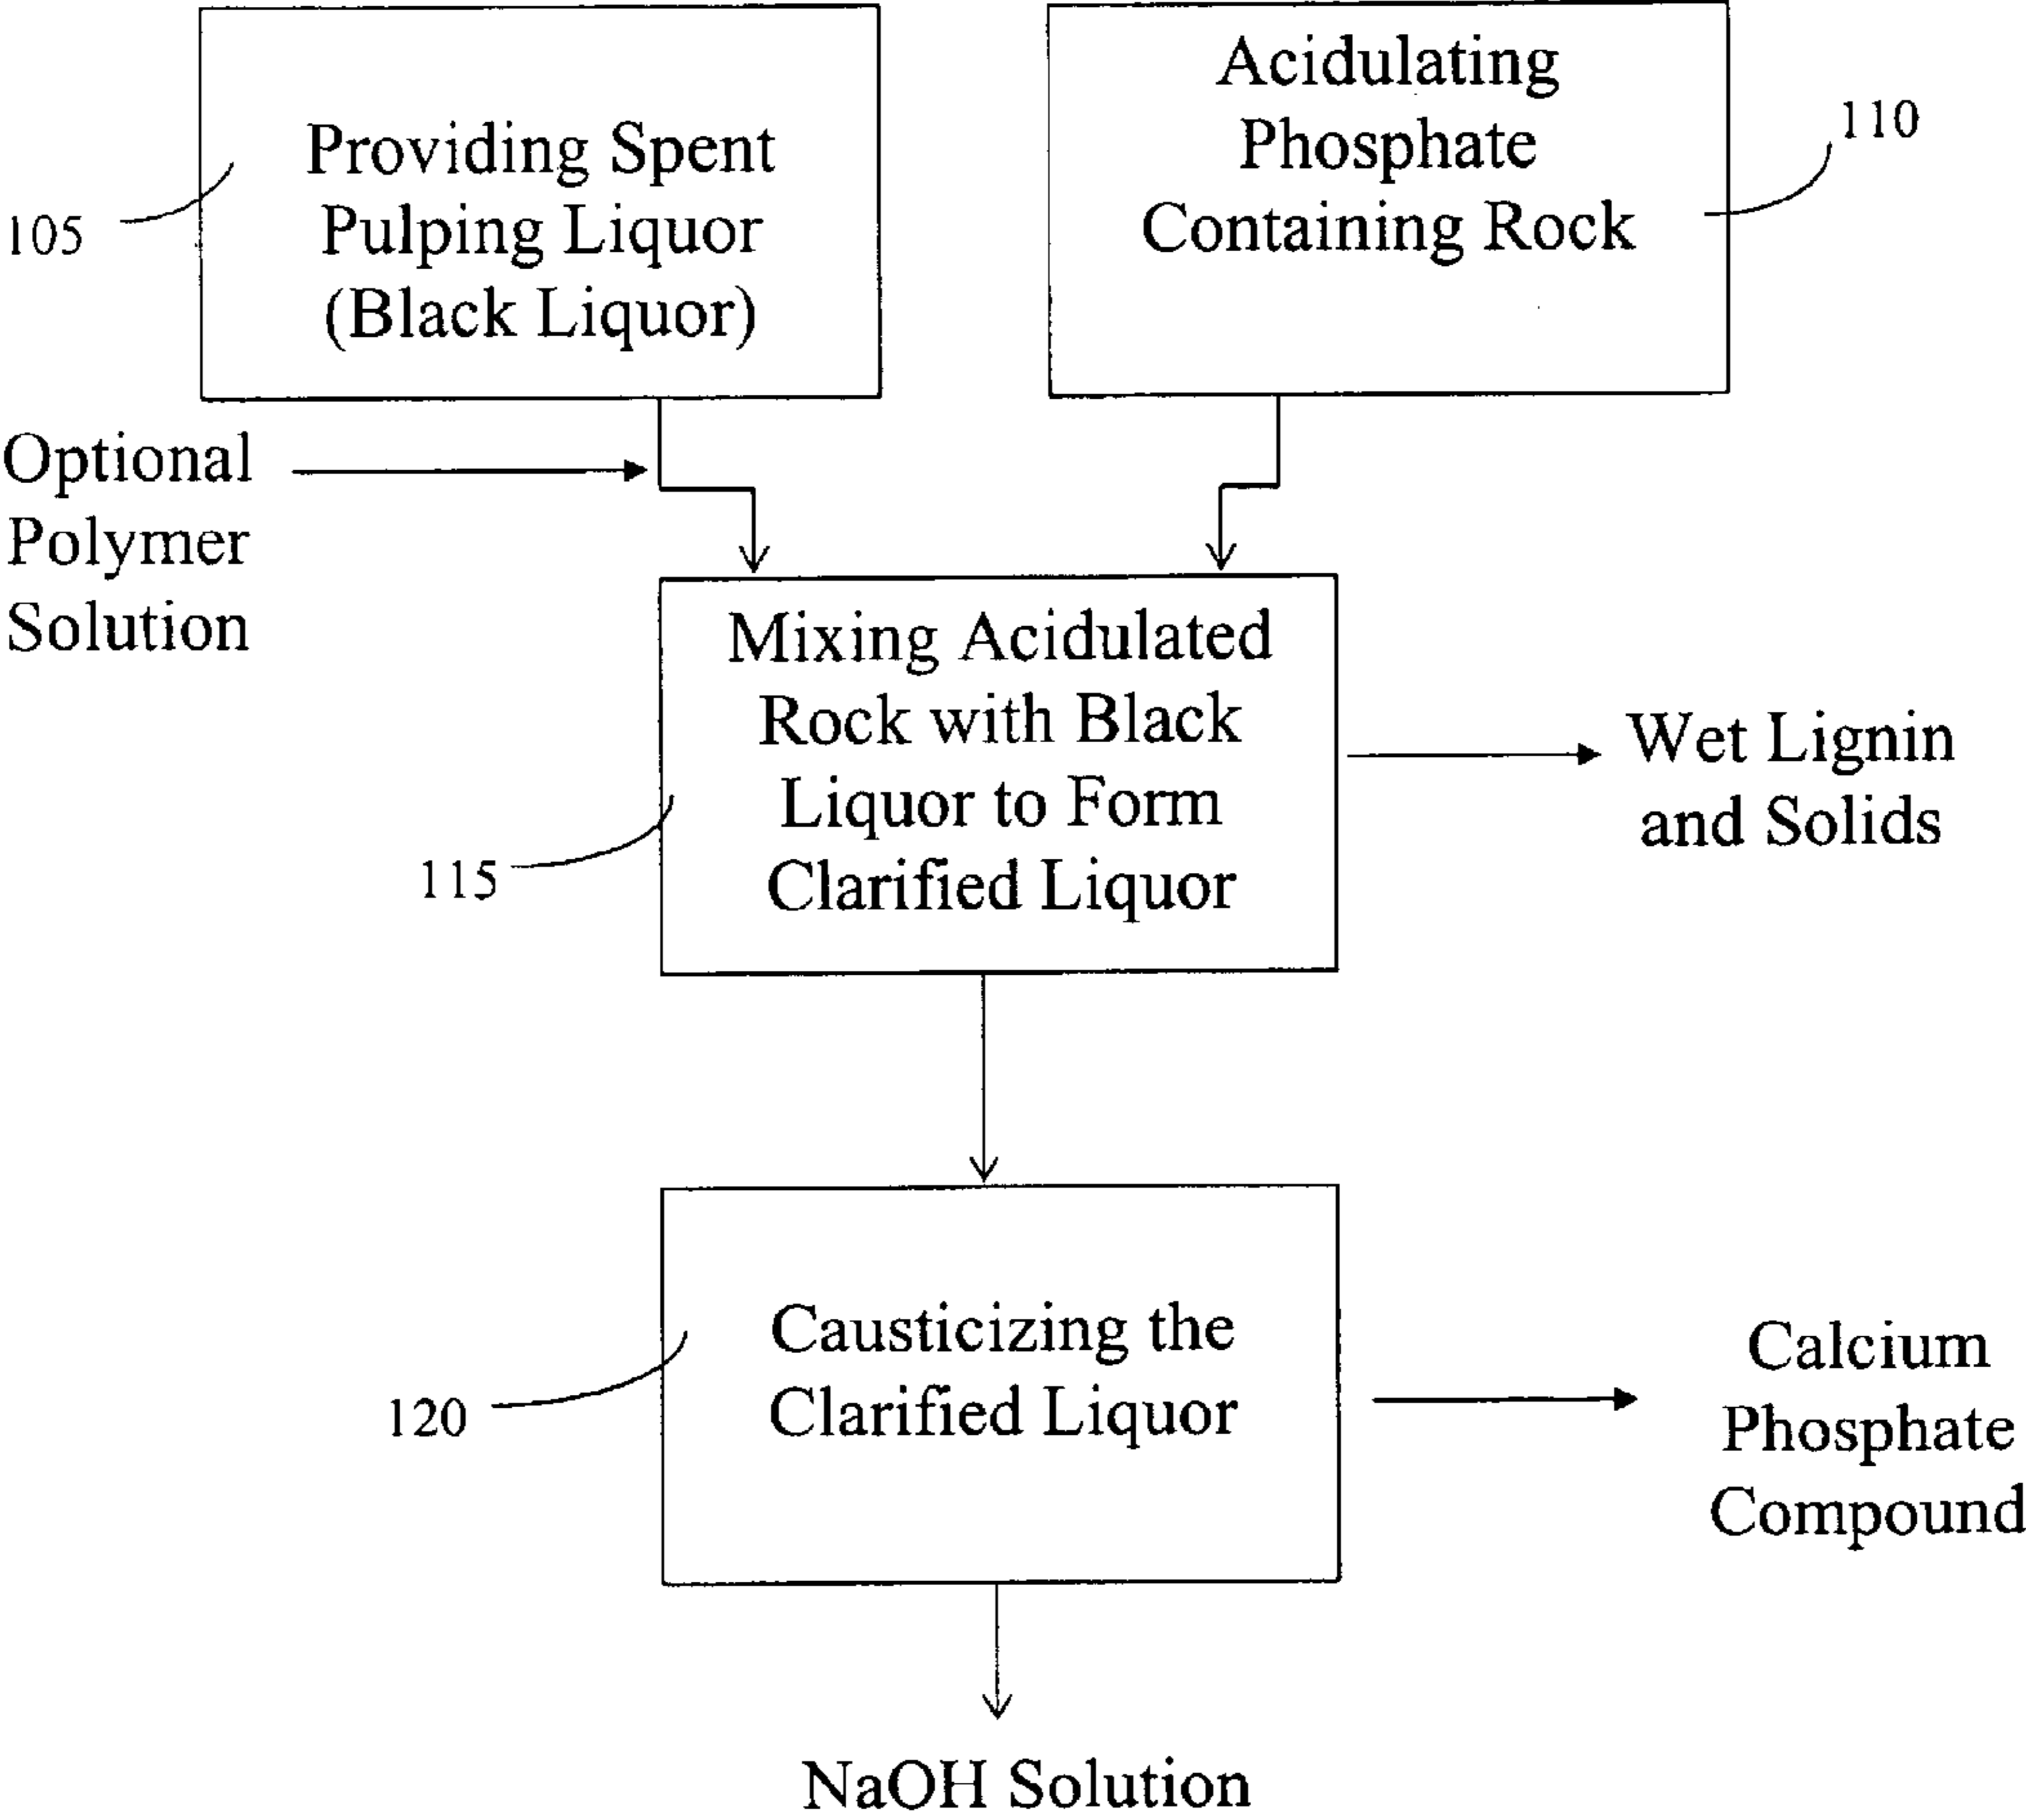 Providing Spent
Pulping Liquor
(Black Liquor)
105
Acidulating
Phosphate
Containing Rock
110
Optional
Polymer
Solution
Mixing Acidulated
Rock with Black
Liquor to Form
Clarified Liquor
115
Wet Lignin
and Solids
Causticizing the
Clarified Liquor
120
Calcium
Phosphate
Compound
NaOH Solution